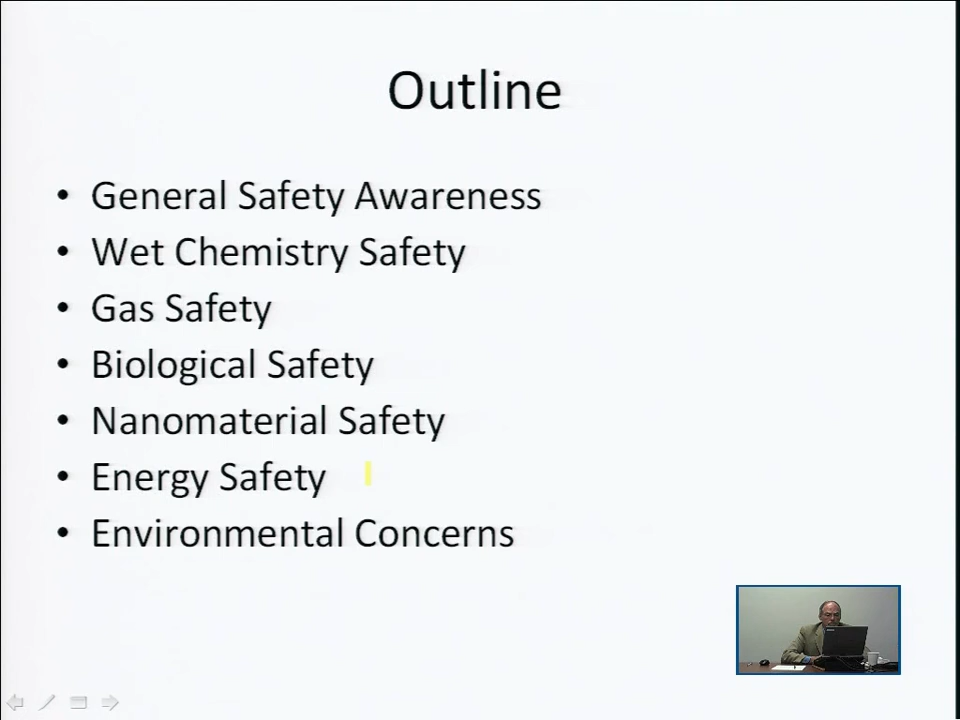 Outline
• General Safety Awareness
• Wet Chemistry Safety
• Gas Safety
• Biological Safety
• Nanomaterial Safety
• Energy Safety
• Environmental Concerns